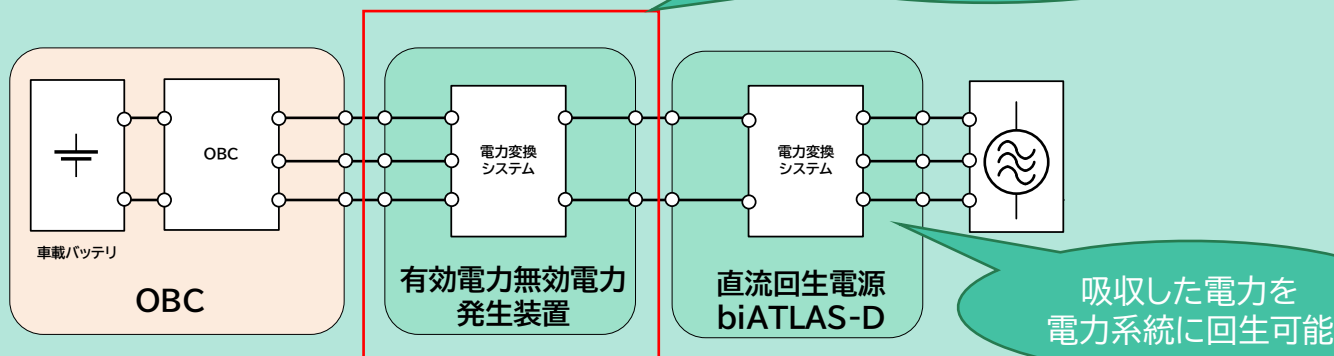 車載バッテリ
OBC
OBC
電力変換
システム
有効電力無効電力
発生装置
電力変換
システム
直流回生電源
biATLAS-D
吸収した電力を
電力系統に回生可能